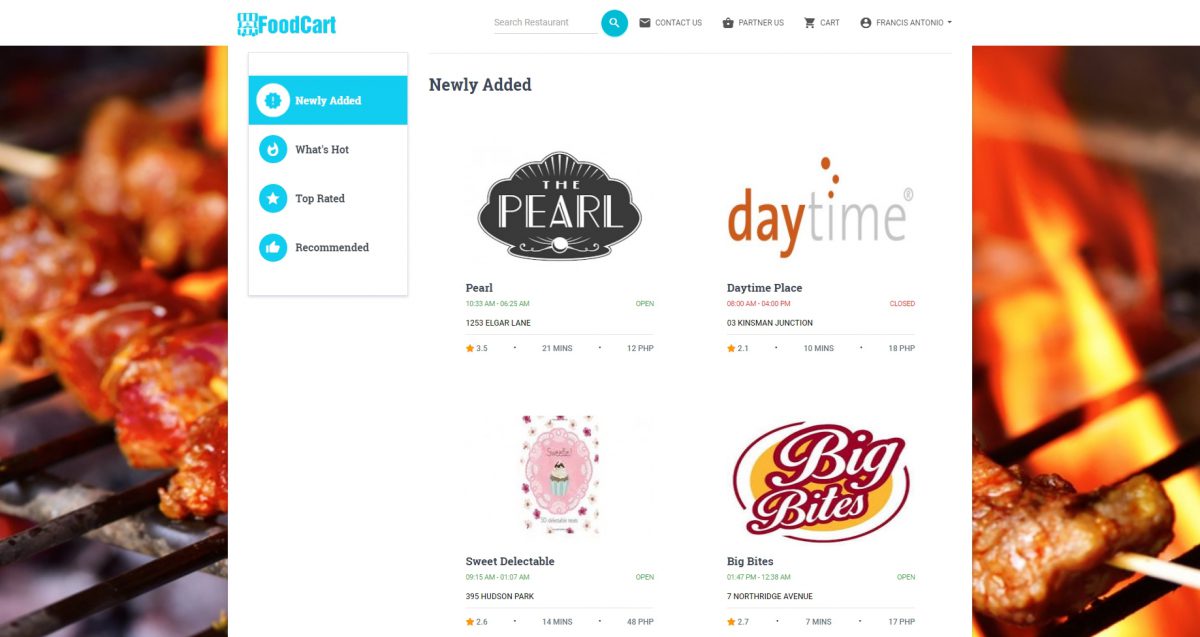 FoodCart
Search Restaurant
CONTACT US
PARTNER US
CART
FRANCIS ANTONIO
Newly Added
What's Hot
Top Rated
Recommended
Newly Added
THE
PEARL
daytime®
Pearl
10:33 AM - 06:25 AM OPEN
1253 ELGAR LANE
3.5 • 21 MINS • 12 PHP
Daytime Place
08:00 AM - 04:00 PM CLOSED
03 KINSMAN JUNCTION
2.1 • 10 MINS • 18 PHP
Sweetie!
3D delectable treats
Big
Bites
Sweet Delectable
09:15 AM - 01:07 AM OPEN
395 HUDSON PARK
2.6 • 14 MINS • 48 PHP
Big Bites
01:47 PM - 12:38 AM OPEN
7 NORTHRIDGE AVENUE
2.7 • 7 MINS • 17 PHP